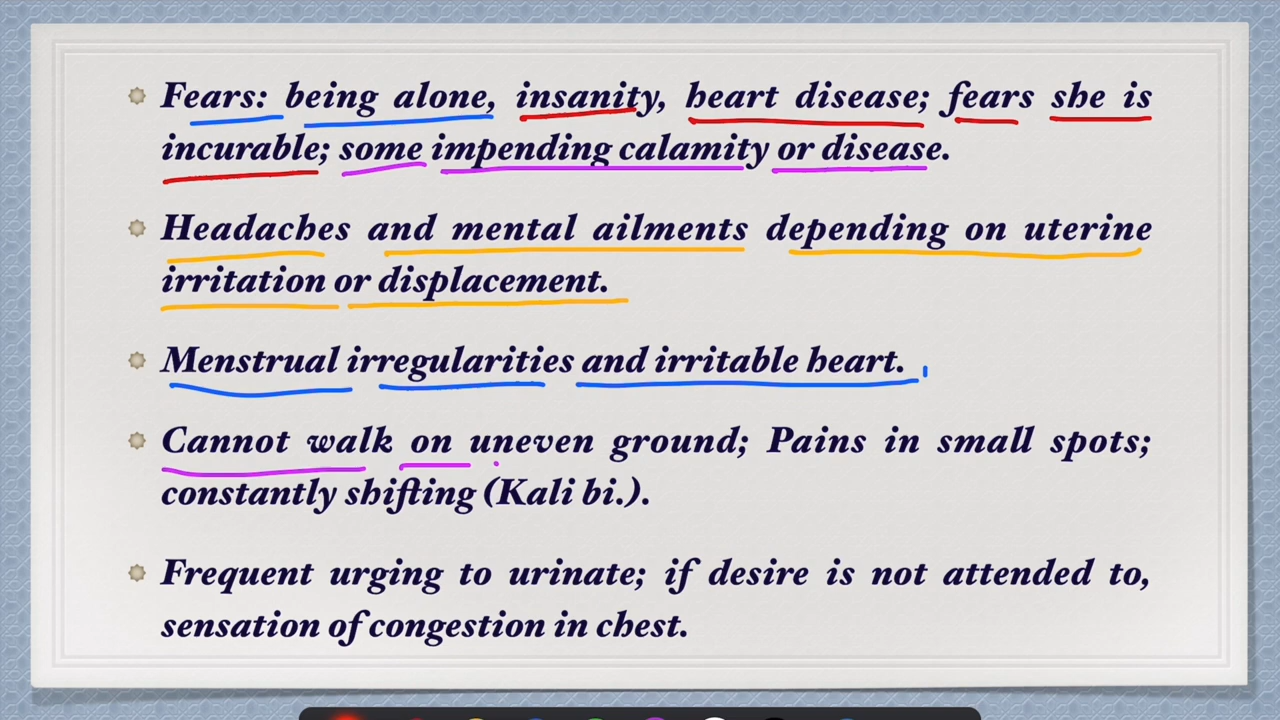 Fears: being alone, insanity, heart disease; fears she is
incurable; some impending calamity or disease.
Headaches and mental ailments depending on uterine
irritation or displacement.
Menstrual irregularities and irritable heart.
Cannot walk on uneven ground; Pains in small spots;
constantly shifting (Kali bi.).
Frequent urging to urinate; if desire is not attended to,
sensation of congestion in chest.